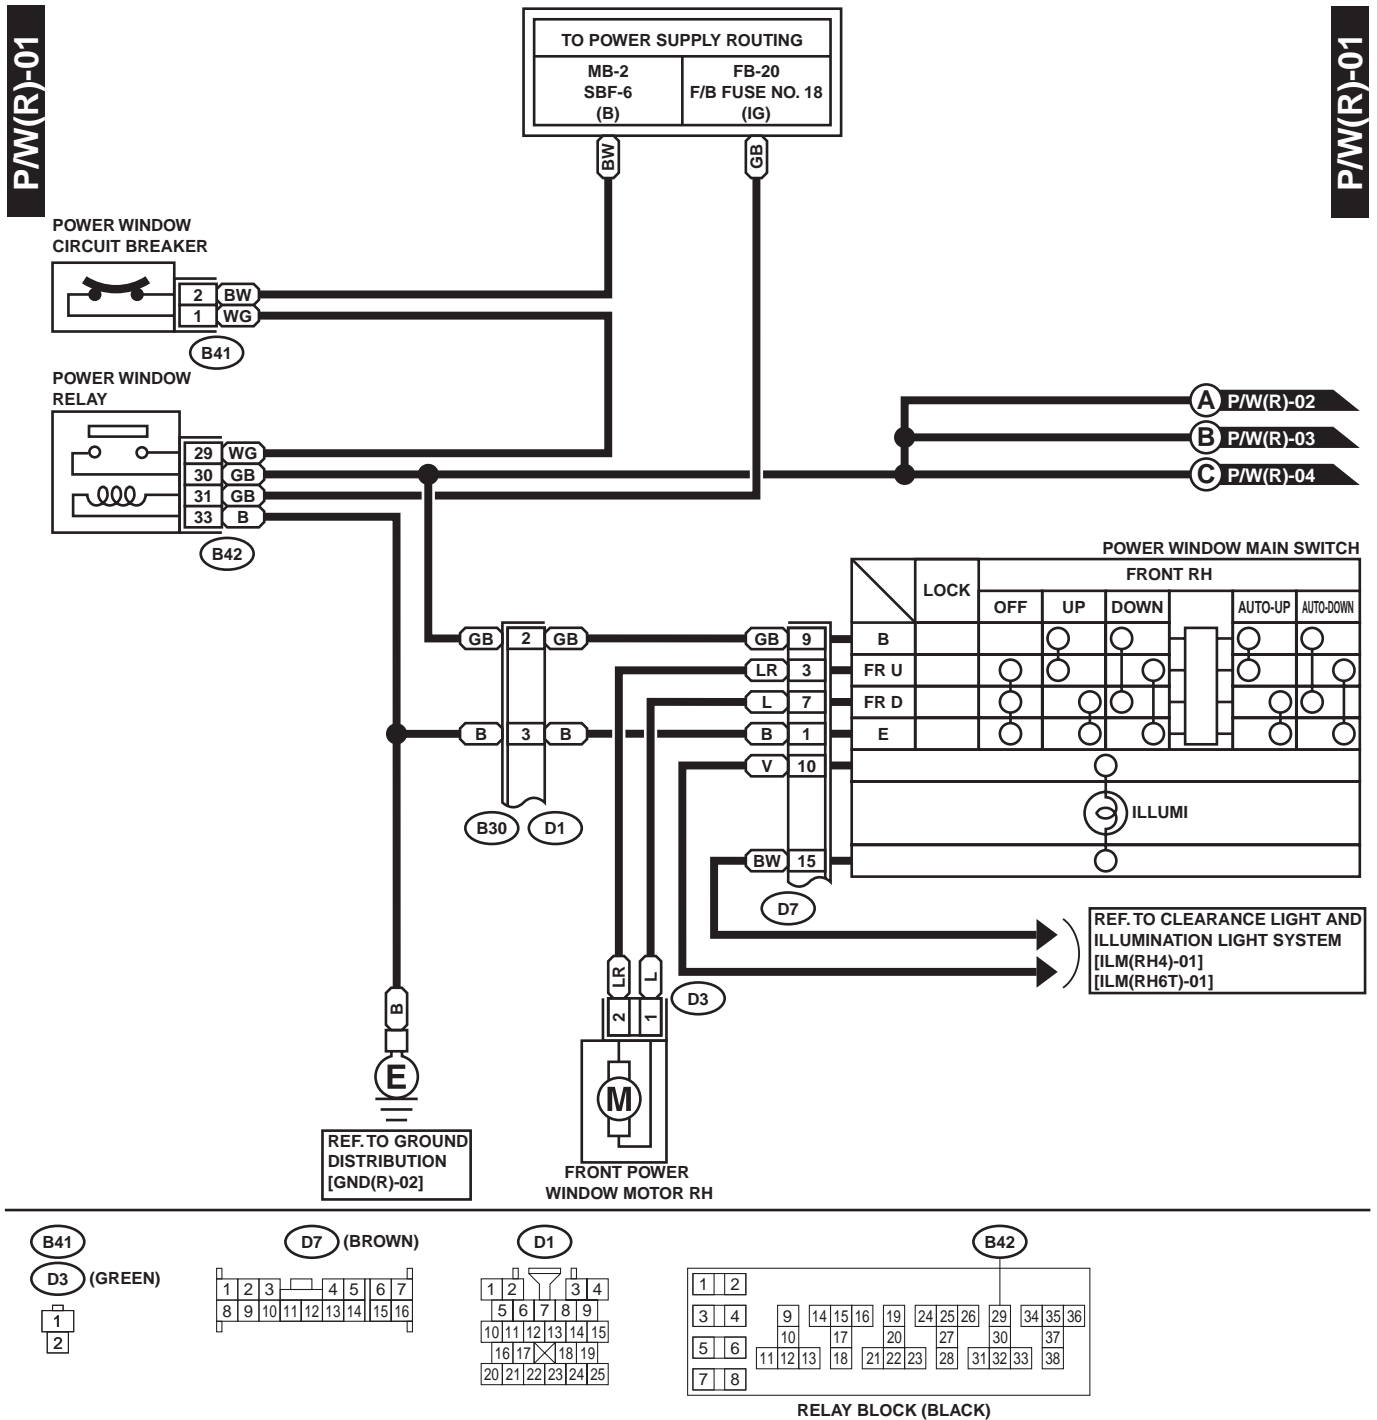 P/W(R)-01
P/W(R)-01
TO POWER SUPPLY ROUTING
MB-2
SBF-6
(B)
FB-20
F/B FUSE NO. 18
(IG)
BW
GB
POWER WINDOW
CIRCUIT BREAKER
2 BW
1 WG
B41
POWER WINDOW
RELAY
29 WG
30 GB
31 GB
33 B
B42
A P/W(R)-02
B P/W(R)-03
C P/W(R)-04
POWER WINDOW MAIN SWITCH
FRONT RH
LOCK
OFF UP DOWN AUTO-UP AUTO-DOWN
GB 2 GB GB 9 B
LR 3 FR U
L 7 FR D
B 3 B B 1 E
V 10
ILLUMI
B30 D1
BW 15
D7
REF. TO CLEARANCE LIGHT AND
ILLUMINATION LIGHT SYSTEM
[ILM(RH4)-01]
[ILM(RH6T)-01]
LR L
D3
2 1
B
E
M
REF. TO GROUND
DISTRIBUTION
[GND(R)-02]
FRONT POWER
WINDOW MOTOR RH
B41
D3 (GREEN)
1
2
D7 (BROWN)
1 2 3 4 5 6 7
8 9 10 11 12 13 14 15 16
D1
1 2 3 4
5 6 7 8 9
10 11 12 13 14 15
16 17 18 19
20 21 22 23 24 25
B42
1 2
3 4 9 14 15 16 19 24 25 26 29 34 35 36
10 17 20 27 30 37
5 6 11 12 13 18 21 22 23 28 31 32 33 38
7 8
RELAY BLOCK (BLACK)